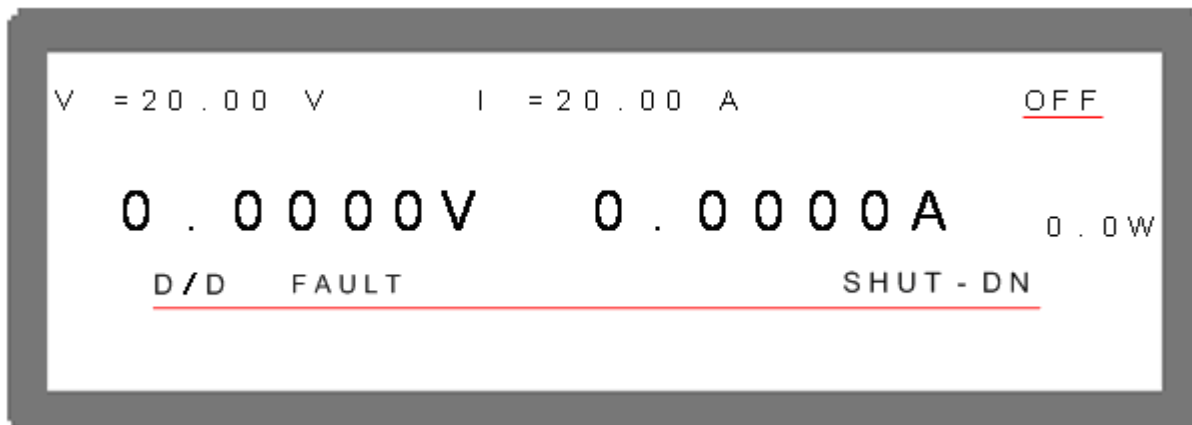 V =20.00 V I =20.00 A OFF
0.0000V 0.0000A 0.0W
D/D FAULT SHUT-DN